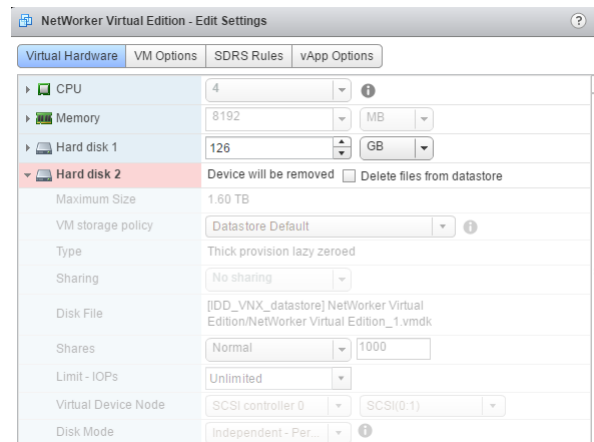 NetWorker Virtual Edition - Edit Settings ?
Virtual Hardware VM Options SDRS Rules vApp Options
CPU 4
Memory 8192 MB
Hard disk 1 126 GB
Hard disk 2 Device will be removed Delete files from datastore
Maximum Size 1.60 TB
VM storage policy Datastore Default
Type Thick provision lazy zeroed
Sharing No sharing
Disk File [IDD_VNX_datastore] NetWorker Virtual
Edition/NetWorker Virtual Edition_1.vmdk
Shares Normal 1000
Limit - IOPs Unlimited
Virtual Device Node SCSI controller 0 SCSI(0:1)
Disk Mode Independent - Per...